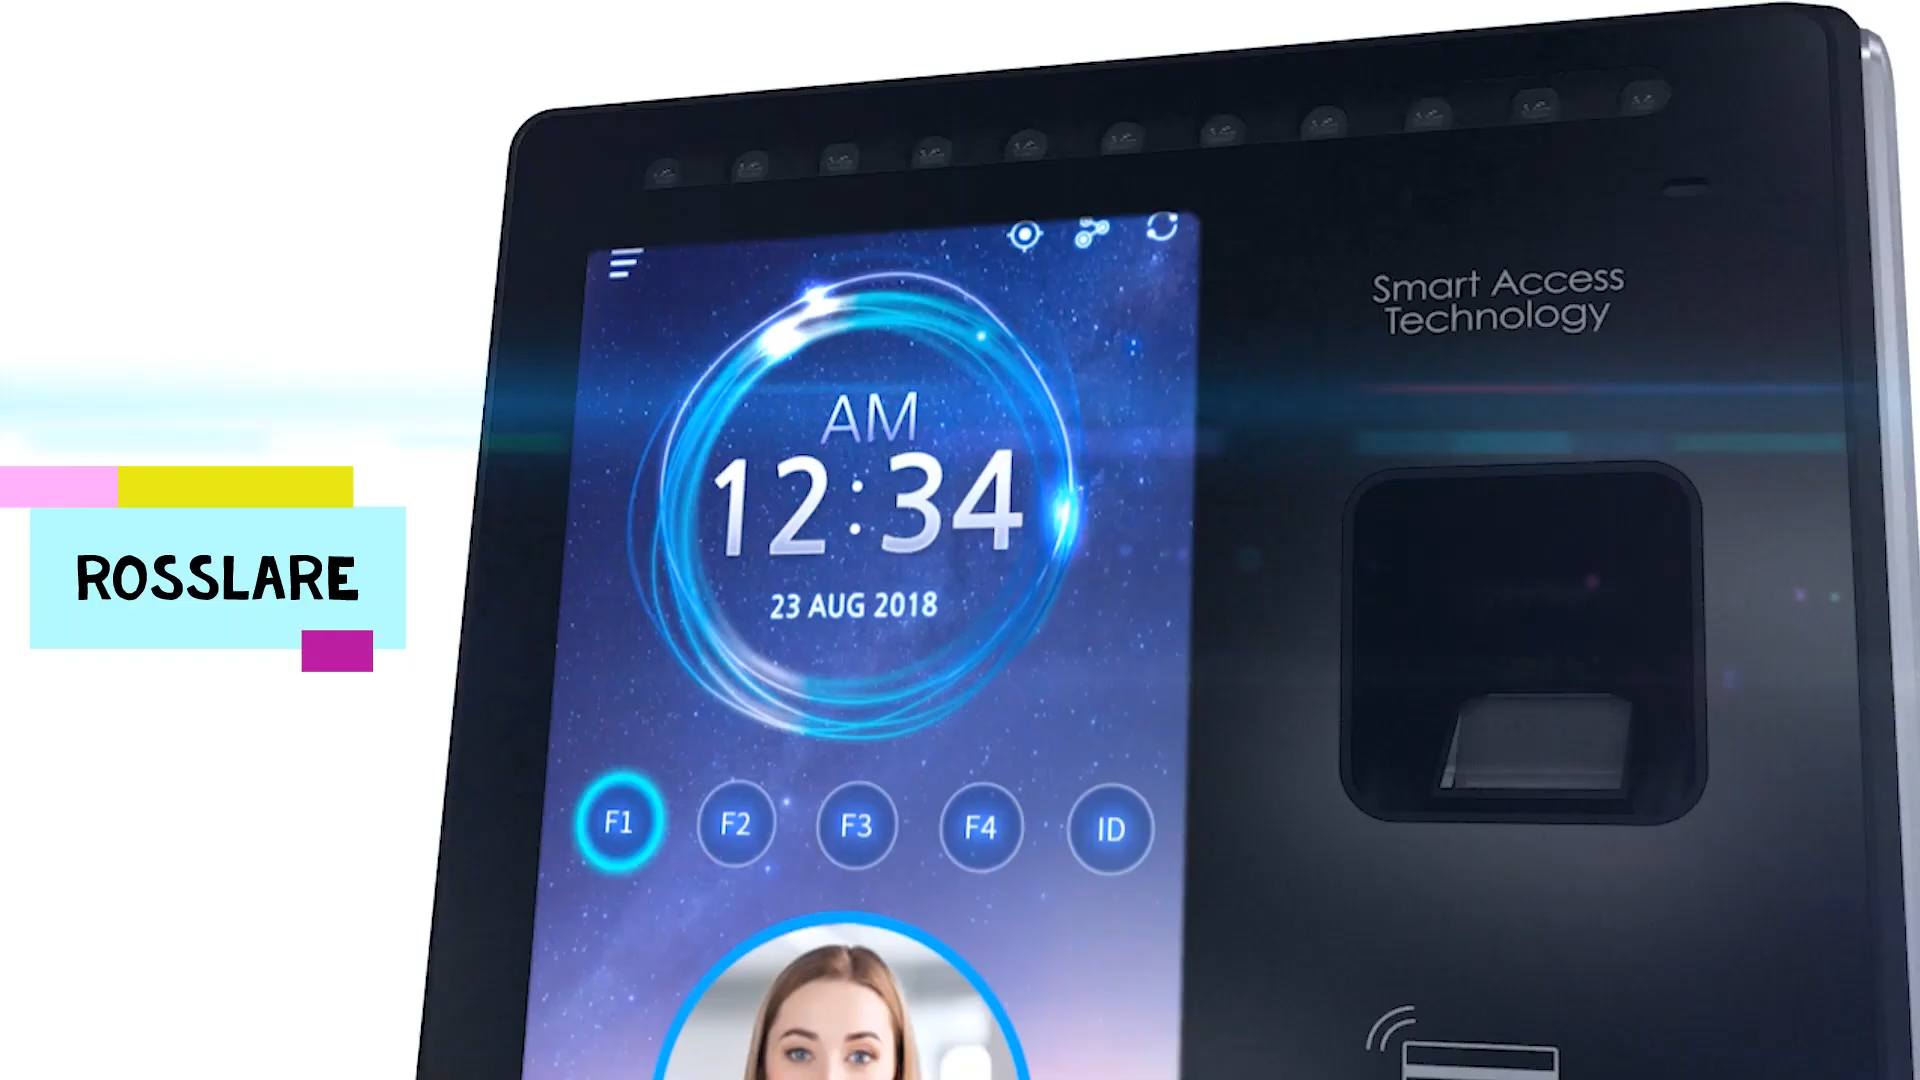 Smart Access
Technology
AM
12:34
23 AUG 2018
ROSSLARE
F1
F2
F3
F4
ID